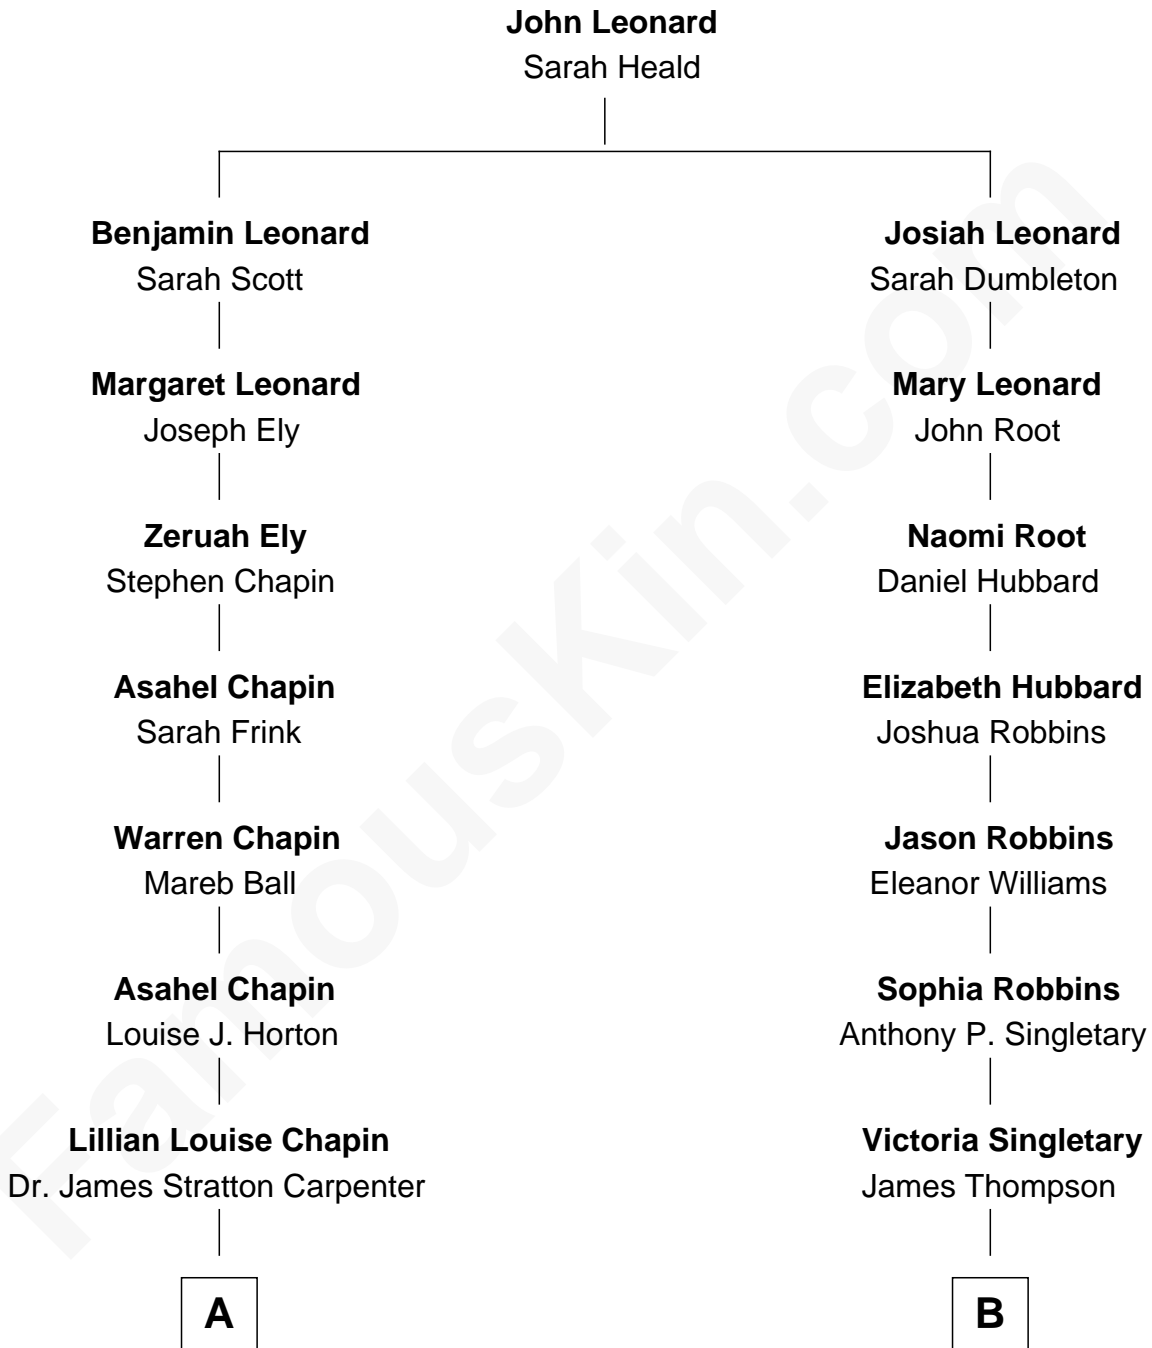 John Leonard
Sarah Heald
Benjamin Leonard
Sarah Scott
Josiah Leonard
Sarah Dumbleton
Margaret Leonard
Joseph Ely
Mary Leonard
John Root
Zeruah Ely
Stephen Chapin
Naomi Root
Daniel Hubbard
Asahel Chapin
Sarah Frink
Elizabeth Hubbard
Joshua Robbins
Warren Chapin
Mareb Ball
Jason Robbins
Eleanor Williams
Asahel Chapin
Louise J. Horton
Sophia Robbins
Anthony P. Singletary
Lillian Louise Chapin
Dr. James Stratton Carpenter
Victoria Singletary
James Thompson
A
B
FamousKin.com